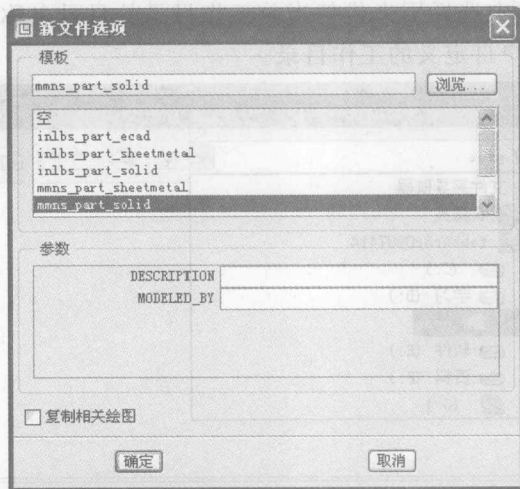 新文件选项
模板
mmns_part_solid
浏览...
空
inlbs_part_ecad
inlbs_part_sheetmetal
inlbs_part_solid
mmns_part_sheetmetal
mmns_part_solid
参数
DESCRIPTION
MODELED_BY
复制相关绘图
确定
取消